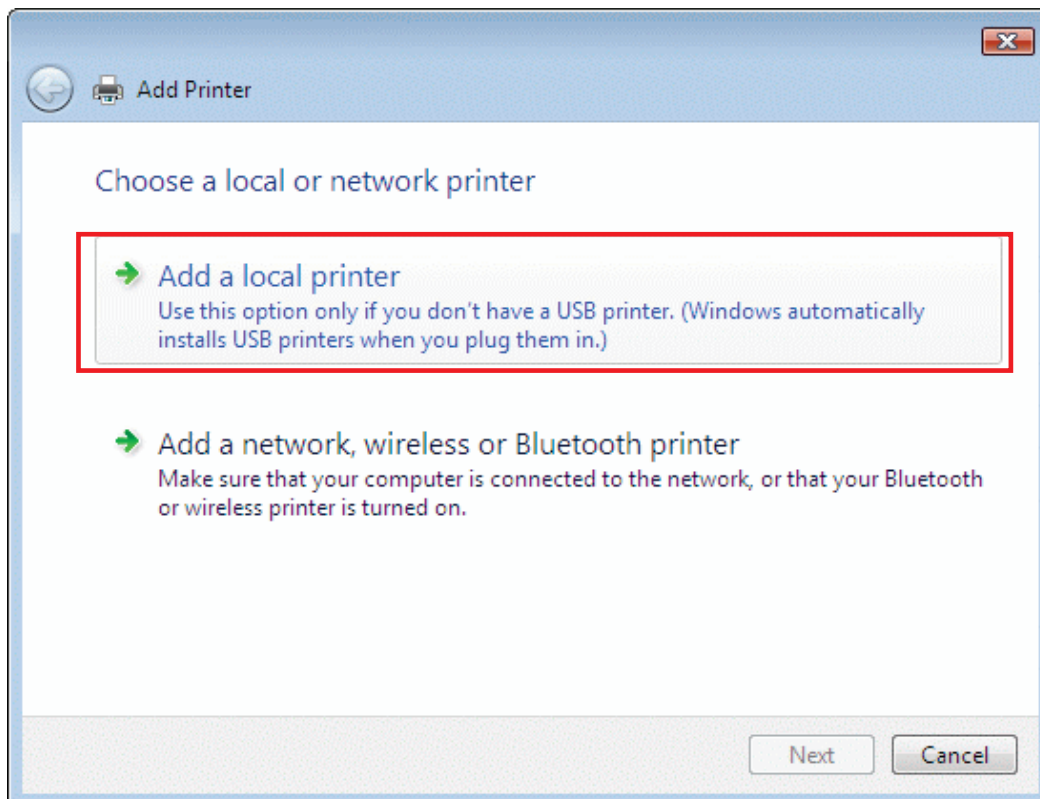 Add Printer
Choose a local or network printer
Add a local printer
Use this option only if you don't have a USB printer. (Windows automatically
installs USB printers when you plug them in.)
Add a network, wireless or Bluetooth printer
Make sure that your computer is connected to the network, or that your Bluetooth
or wireless printer is turned on.
Next
Cancel